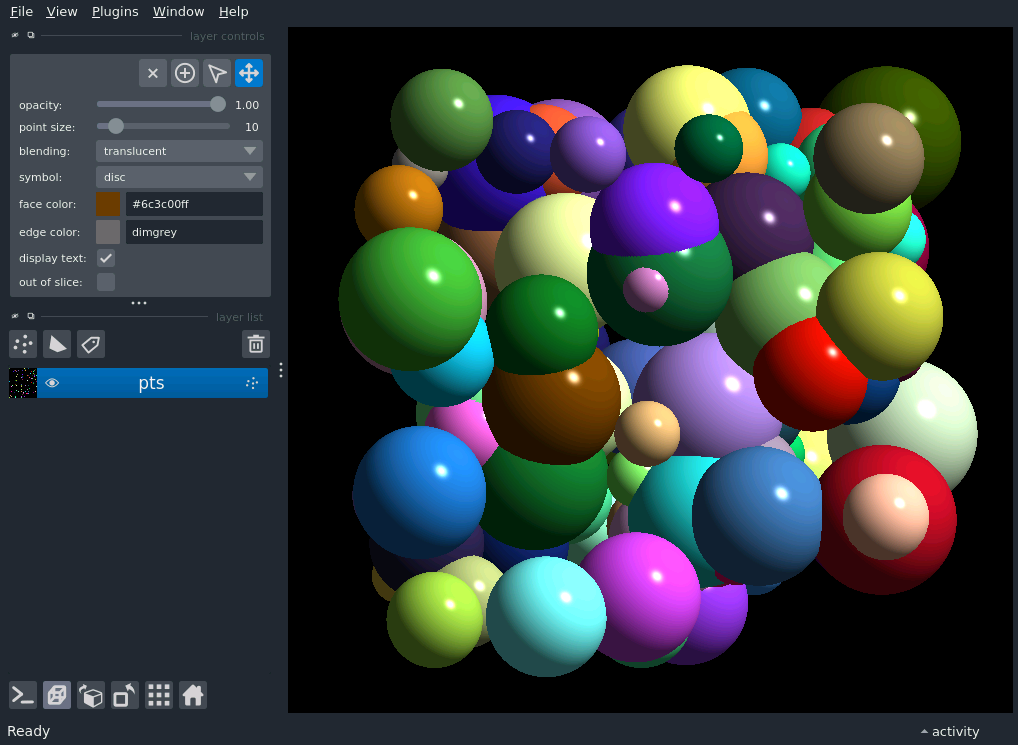 File View Plugins Window Help
layer controls
opacity: 1.00
point size: 10
blending: translucent
symbol: disc
face color: #6c3c00ff
edge color: dimgrey
display text:
out of slice:
layer list
pts
Ready
activity